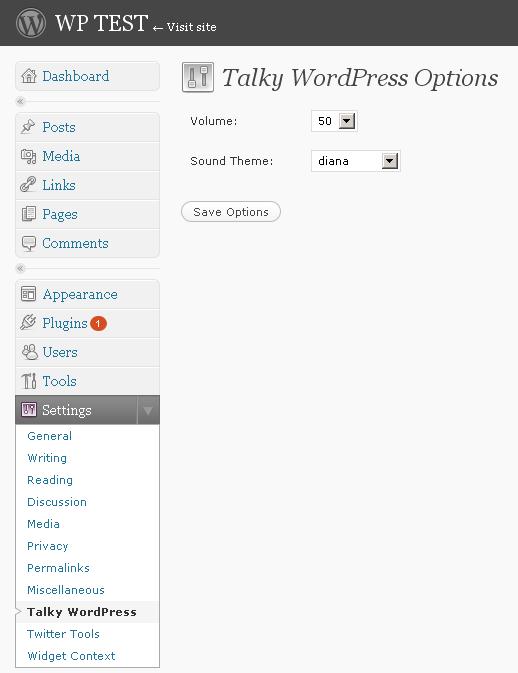 WP TEST ← Visit site
Dashboard
Posts
Media
Links
Pages
Comments
Appearance
Plugins 1
Users
Tools
Settings
General
Writing
Reading
Discussion
Media
Privacy
Permalinks
Miscellaneous
Talky WordPress
Twitter Tools
Widget Context
Talky WordPress Options
Volume: 50
Sound Theme: diana
Save Options